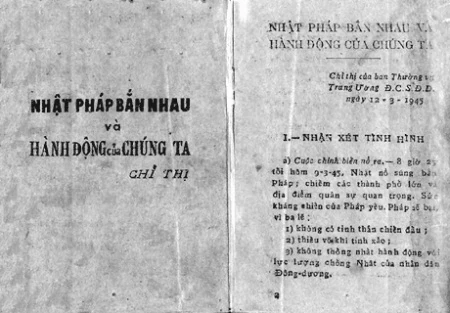 NHẬT PHÁP BẮN NHAU
và
HÀNH ĐỘNG của CHÚNG TA
CHỈ THỊ
NHẬT PHÁP BẮN NHAU VÀ
HÀNH ĐỘNG CỦA CHÚNG TA
Chỉ thị của ban Thường vụ
Trung Ương Đ.C.S.Đ.D.
ngày 12-3-1945
I.— NHẬN XÉT TÌNH HÌNH
a) Cuộc chính biến nổ ra.— 8 giờ
tối hôm 9-3-45, Nhật nổ súng bắn
Pháp; chiếm các thành phố lớn và
địa điểm quân sự quan trọng. Sức
kháng chiến của Pháp yếu. Pháp sẽ bại
vì ba lẽ :
1) không có tinh thần chiến đấu ;
2) thiếu võ khí tinh xảo ;
3) không thống nhất hành động với
lực lượng chống Nhật của nhân dân
Đông-dương.
2